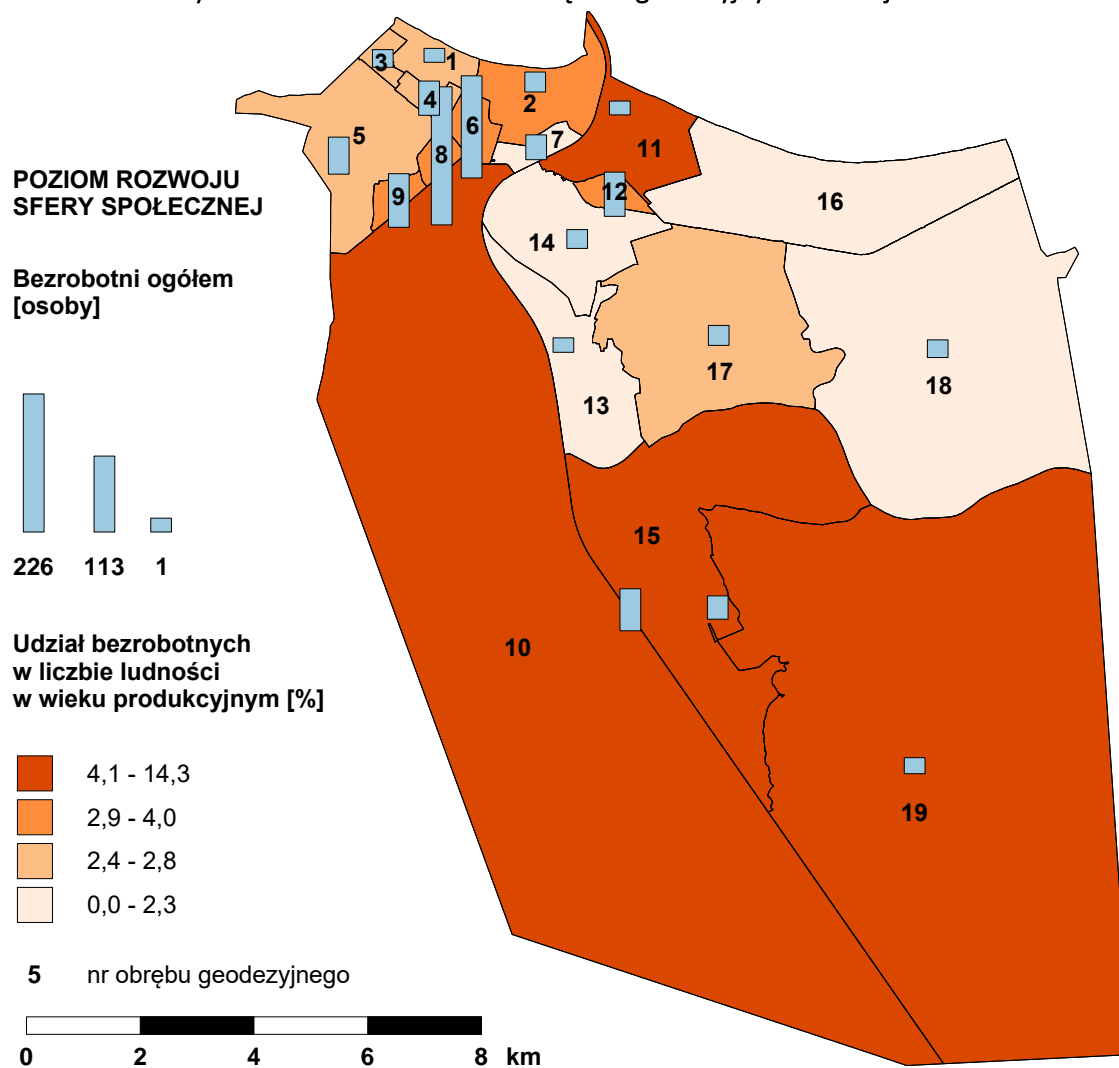 POZIOM ROZWOJU
SFERY SPOŁECZNEJ
Bezrobotni ogółem
[osoby]
226 113 1
Udział bezrobotnych
w liczbie ludności
w wieku produkcyjnym [%]
4,1 - 14,3
2,9 - 4,0
2,4 - 2,8
0,0 - 2,3
5 nr obrębu geodezyjnego
0 2 4 6 8 km
1
2
3
4
5
6
7
8
9
10
11
12
13
14
15
16
17
18
19